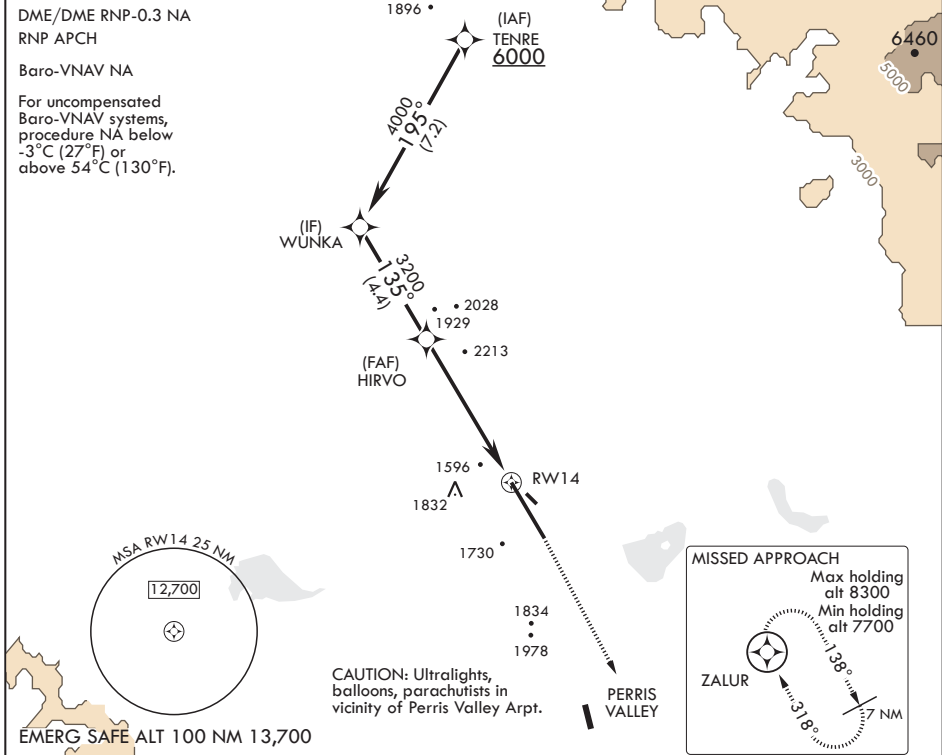 DME/DME RNP-0.3 NA
RNP APCH
Baro-VNAV NA
For uncompensated
Baro-VNAV systems,
procedure NA below
-3°C (27°F) or
above 54°C (130°F).
1896
(IAF)
TENRE
6000
6460
5000
3000
4000
195°
(7.2)
(IF)
WUNKA
3200
135°
(4.4)
2028
1929
2213
(FAF)
HIRVO
1596
RW14
1832
1730
1834
1978
MSA RW14 25 NM
12,700
CAUTION: Ultralights,
balloons, parachutists in
vicinity of Perris Valley Arpt.
PERRIS
VALLEY
EMERG SAFE ALT 100 NM 13,700
MISSED APPROACH
Max holding
alt 8300
Min holding
alt 7700
ZALUR
138°
318°
7 NM